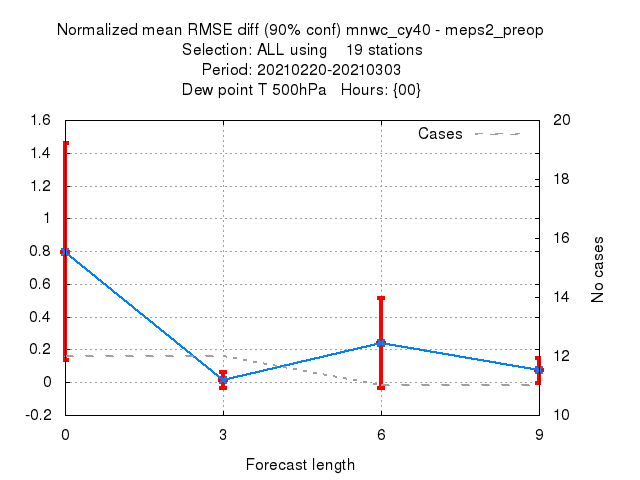 Normalized mean RMSE diff (90% conf) mnwc_cy40 - meps2_preop
Selection: ALL using    19 stations
Period: 20210220-20210303
Dew point T 500hPa   Hours: {00}
1.6
1.4
1.2
1
0.8
0.6
0.4
0.2
0
-0.2
Cases
20
18
16
14
12
10
No cases
0 3 6 9
Forecast length